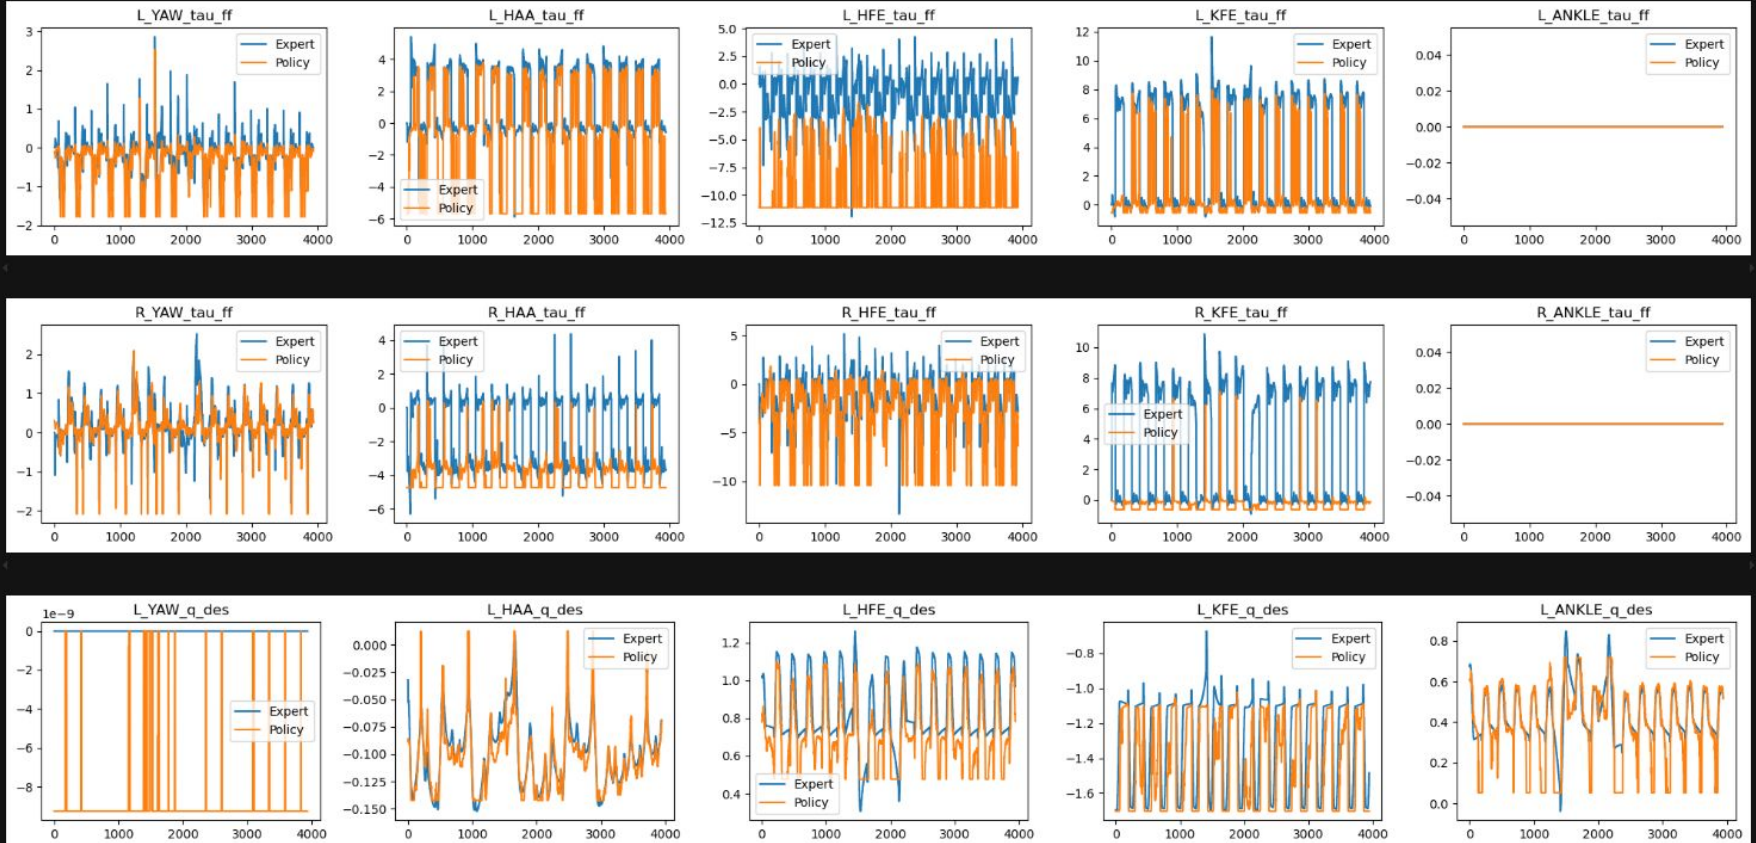 L_YAW_tau_ff L_HAA_tau_ff L_HFE_tau_ff L_KFE_tau_ff L_ANKLE_tau_ff
3 2 1 0 −1 −2
Expert
Policy
0 1000 2000 3000 4000
4 2 0 −2 −4 −6
Expert
Policy
0 1000 2000 3000 4000
5.0 2.5 0.0 −2.5 −5.0 −7.5 −10.0 −12.5
Expert
Policy
0 1000 2000 3000 4000
12 10 8 6 4 2 0
Expert
Policy
0 1000 2000 3000 4000
0.04 0.02 0.00 −0.02 −0.04
Expert
Policy
0 1000 2000 3000 4000
R_YAW_tau_ff R_HAA_tau_ff R_HFE_tau_ff R_KFE_tau_ff R_ANKLE_tau_ff
2 1 0 −1 −2
Expert
Policy
0 1000 2000 3000 4000
4 2 0 −2 −4 −6
Expert
Policy
0 1000 2000 3000 4000
5 0 −5 −10
Expert
Policy
0 1000 2000 3000 4000
10 8 6 4 2 0
Expert
Policy
0 1000 2000 3000 4000
0.04 0.02 0.00 −0.02 −0.04
Expert
Policy
0 1000 2000 3000 4000
L_YAW_q_des L_HAA_q_des L_HFE_q_des L_KFE_q_des L_ANKLE_q_des
1e−9
0 −2 −4 −6 −8
Expert
Policy
0 1000 2000 3000 4000
0.000 −0.025 −0.050 −0.075 −0.100 −0.125 −0.150
Expert
Policy
0 1000 2000 3000 4000
1.2 1.0 0.8 0.6 0.4
Expert
Policy
0 1000 2000 3000 4000
−0.8 −1.0 −1.2 −1.4 −1.6
Expert
Policy
0 1000 2000 3000 4000
0.8 0.6 0.4 0.2 0.0
Expert
Policy
0 1000 2000 3000 4000